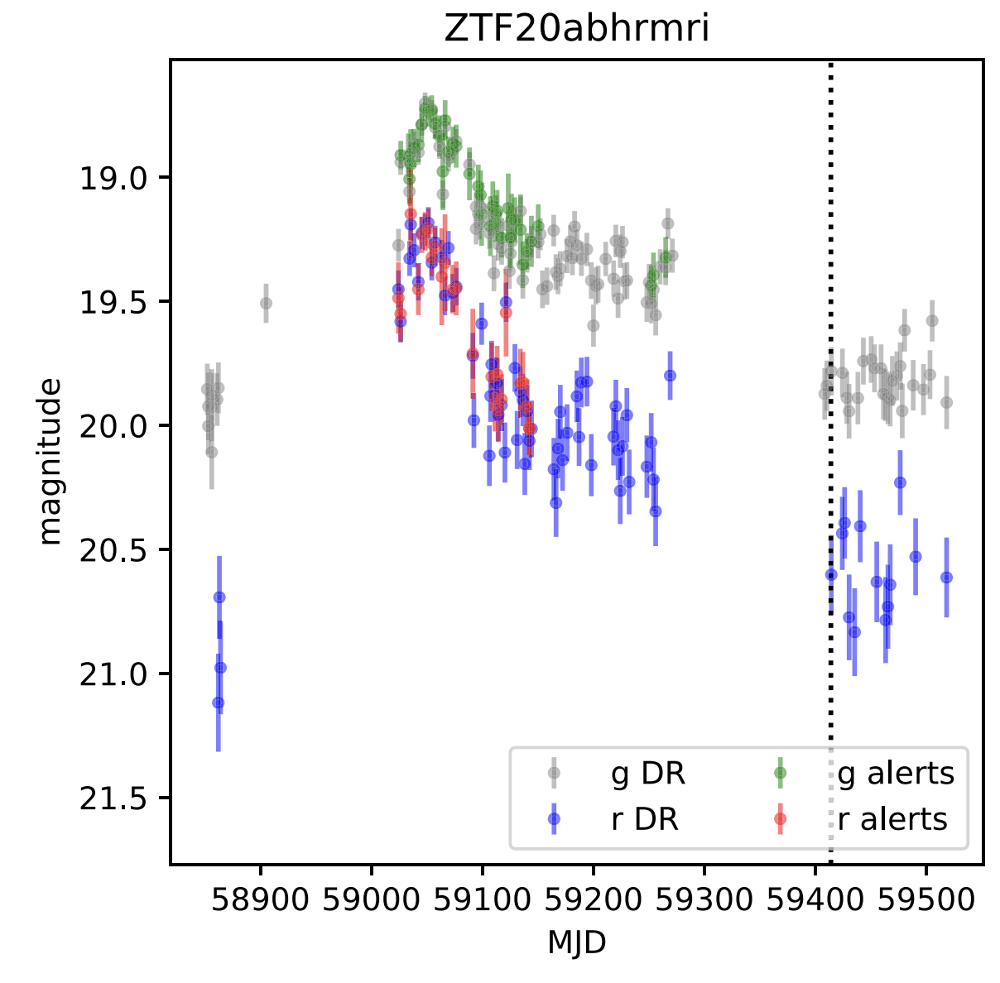 ZTF20abhrmri
magnitude
19.0
19.5
20.0
20.5
21.0
21.5
g DR
g alerts
r DR
r alerts
58900 59000 59100 59200 59300 59400 59500
MJD